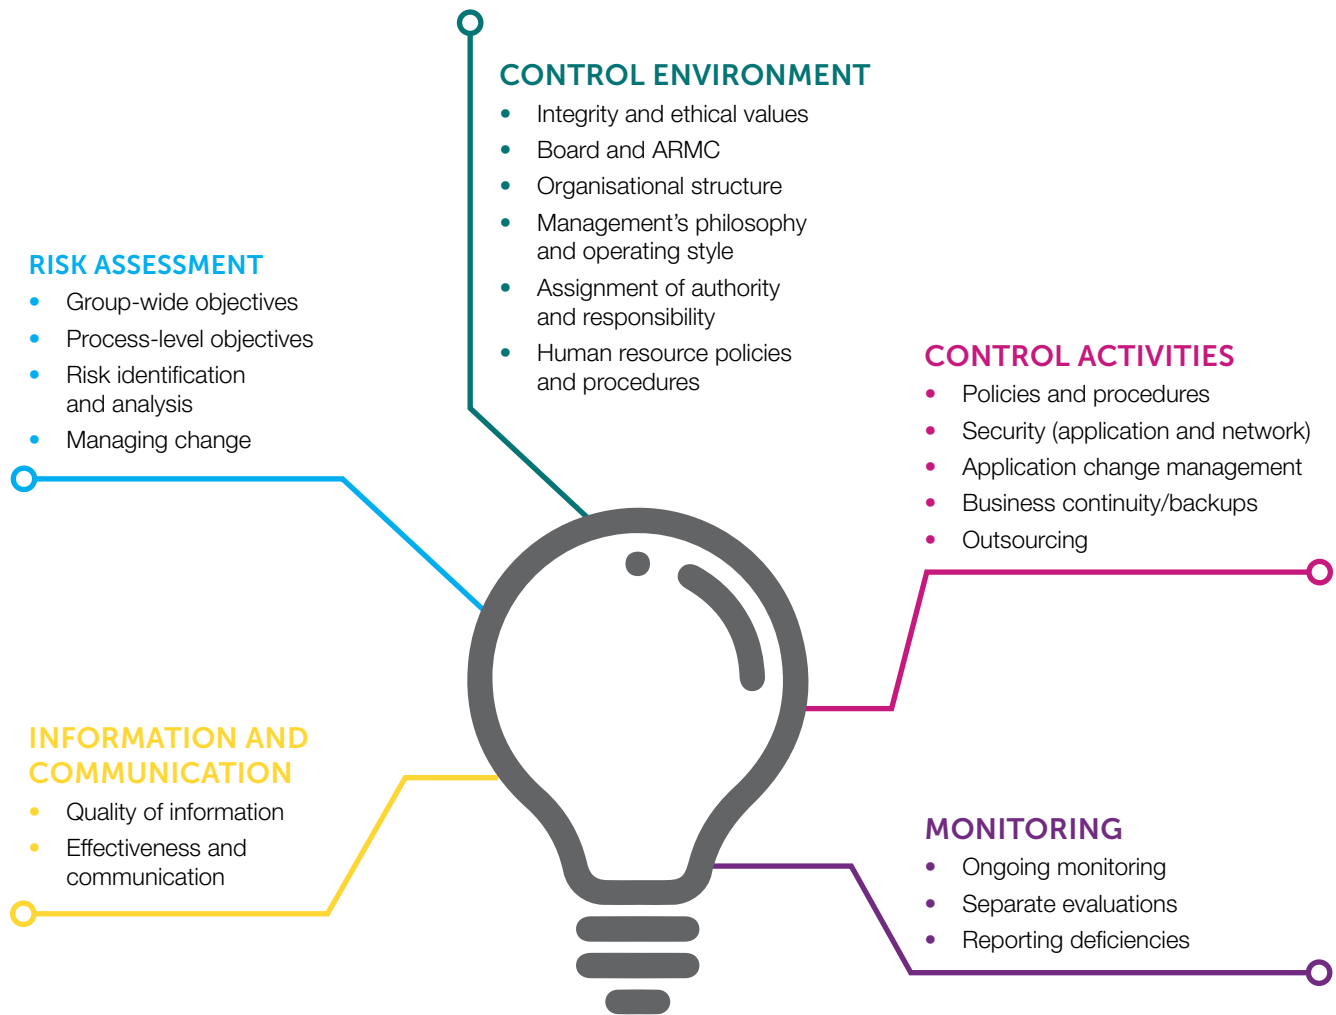 CONTROL ENVIRONMENT
• Integrity and ethical values
• Board and ARMC
• Organisational structure
• Management’s philosophy
and operating style
• Assignment of authority
and responsibility
• Human resource policies
and procedures
RISK ASSESSMENT
• Group-wide objectives
• Process-level objectives
• Risk identification
and analysis
• Managing change
CONTROL ACTIVITIES
• Policies and procedures
• Security (application and network)
• Application change management
• Business continuity/backups
• Outsourcing
INFORMATION AND
COMMUNICATION
• Quality of information
• Effectiveness and
communication
MONITORING
• Ongoing monitoring
• Separate evaluations
• Reporting deficiencies